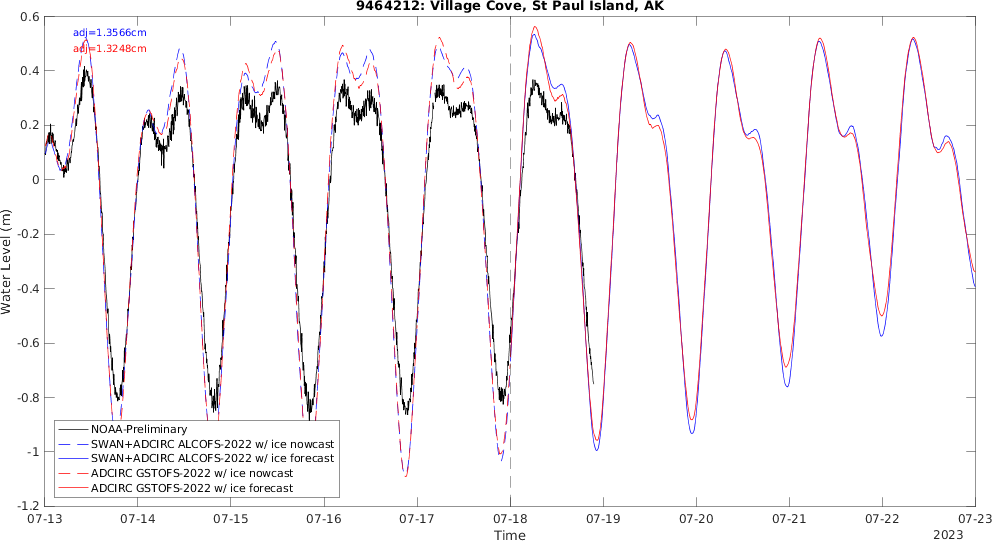 9464212: Village Cove, St Paul Island, AK
adj=1.3566cm
adj=1.3248cm
0.6
0.4
0.2
0
-0.2
-0.4
-0.6
-0.8
-1
-1.2
Water Level (m)
NOAA-Preliminary
SWAN+ADCIRC ALCOFS-2022 w/ ice nowcast
SWAN+ADCIRC ALCOFS-2022 w/ ice forecast
ADCIRC GSTOFS-2022 w/ ice nowcast
ADCIRC GSTOFS-2022 w/ ice forecast
07-13 07-14 07-15 07-16 07-17 07-18 07-19 07-20 07-21 07-22 07-23
Time
2023